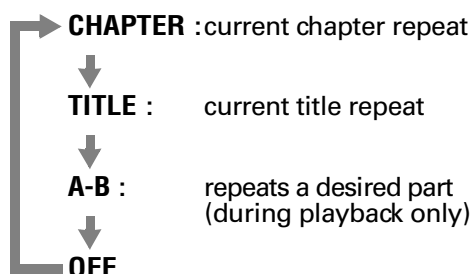 CHAPTER : current chapter repeat
TITLE : current title repeat
A-B : repeats a desired part
(during playback only)
OFF